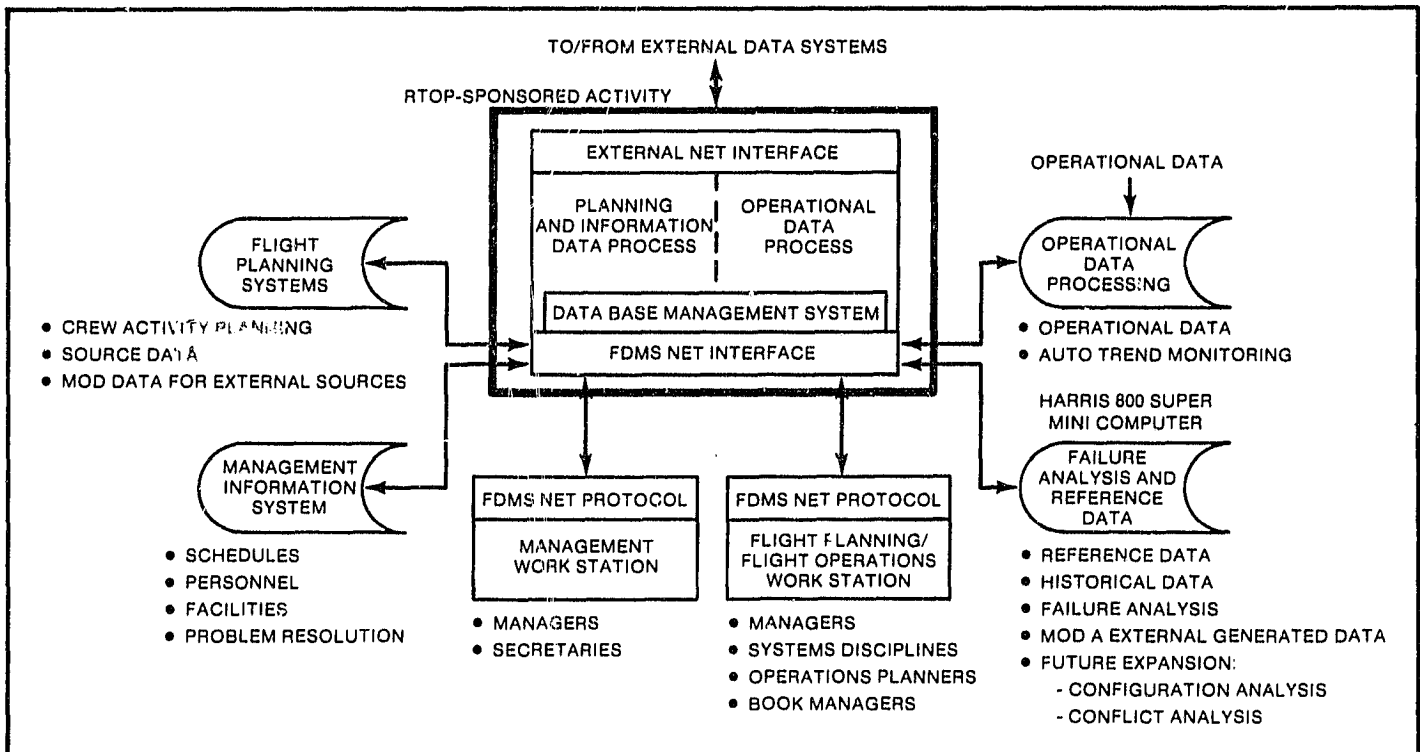 TO/FROM EXTERNAL DATA SYSTEMS
RTOP-SPONSORED ACTIVITY
EXTERNAL NET INTERFACE
PLANNING
AND INFORMATION
DATA PROCESS
OPERATIONAL
DATA
PROCESS
DATA BASE MANAGEMENT SYSTEM
FDMS NET INTERFACE
FLIGHT
PLANNING
SYSTEMS
• CREW ACTIVITY PLANNING
• SOURCE DATA
• MOD DATA FOR EXTERNAL SOURCES
MANAGEMENT
INFORMATION
SYSTEM
• SCHEDULES
• PERSONNEL
• FACILITIES
• PROBLEM RESOLUTION
FDMS NET PROTOCOL
MANAGEMENT
WORK STATION
• MANAGERS
• SECRETARIES
FDMS NET PROTOCOL
FLIGHT PLANNING/
FLIGHT OPERATIONS
WORK STATION
• MANAGERS
• SYSTEMS DISCIPLINES
• OPERATIONS PLANNERS
• BOOK MANAGERS
OPERATIONAL DATA
OPERATIONAL
DATA
PROCESSING
• OPERATIONAL DATA
• AUTO TREND MONITORING
HARRIS 800 SUPER
MINI COMPUTER
FAILURE
ANALYSIS AND
REFERENCE
DATA
• REFERENCE DATA
• HISTORICAL DATA
• FAILURE ANALYSIS
• MOD A EXTERNAL GENERATED DATA
• FUTURE EXPANSION:
- CONFIGURATION ANALYSIS
- CONFLICT ANALYSIS